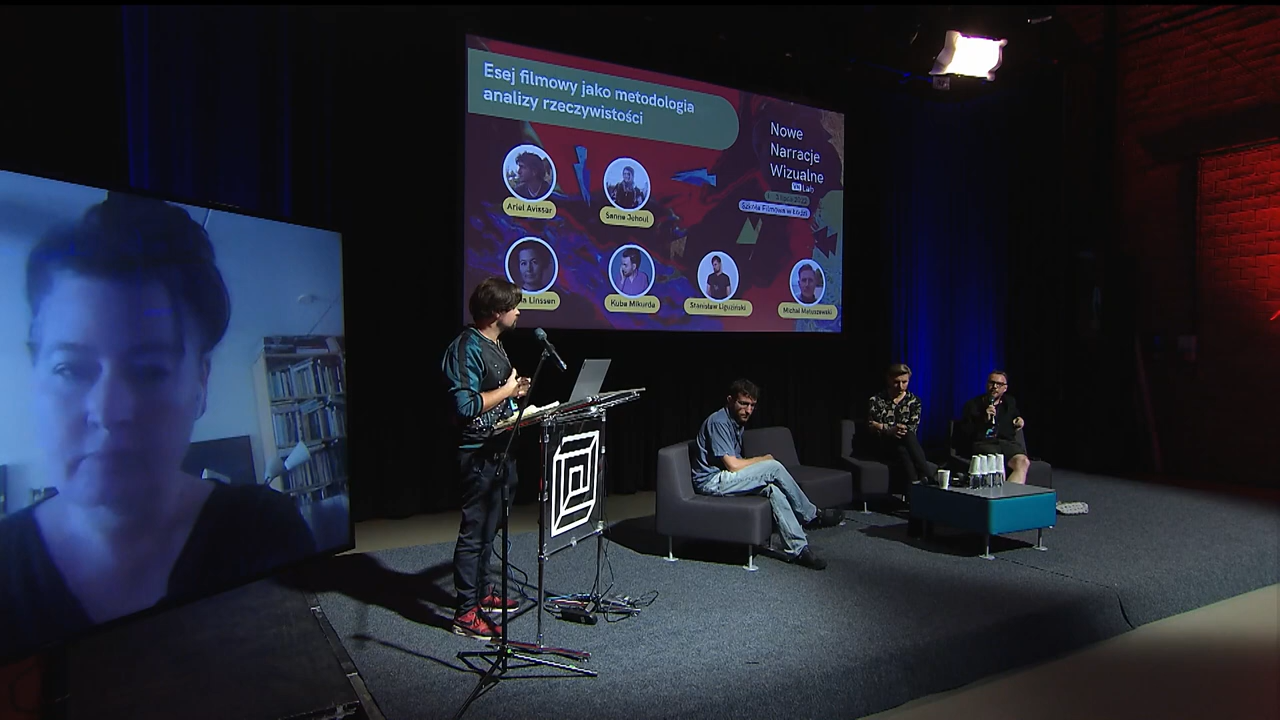 Esej filmowy jako metodologia
analizy rzeczywistości
Nowe
Narracje
Wizualne
Lab
Szkoła Filmowa w Łodzi
Ariel Avissar
Sanne Jehoul
Linssen
Kuba Mikurda
Stanisław Liguziński
Michał Matuszewski